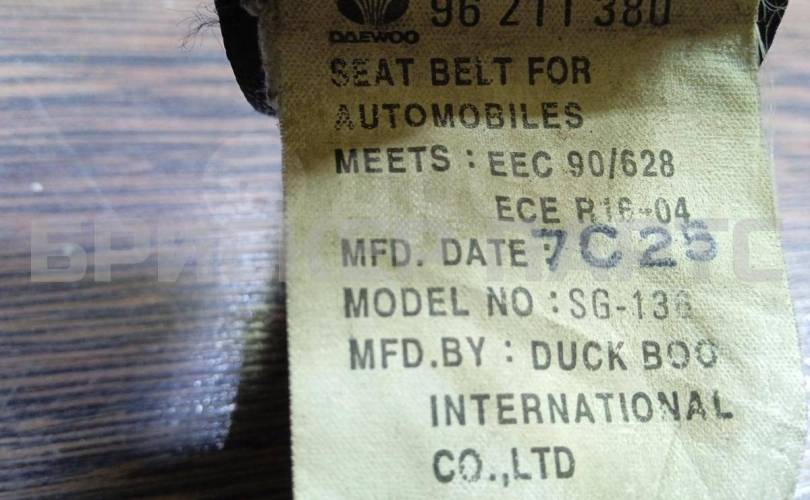 96 211 380
DAEWOO
SEAT BELT FOR
AUTOMOBILES
MEETS : EEC 90/628
ECE R16-04
MFD. DATE : 7C25
MODEL NO : SG-136
MFD.BY : DUCK BOO
INTERNATIONAL
CO.,LTD